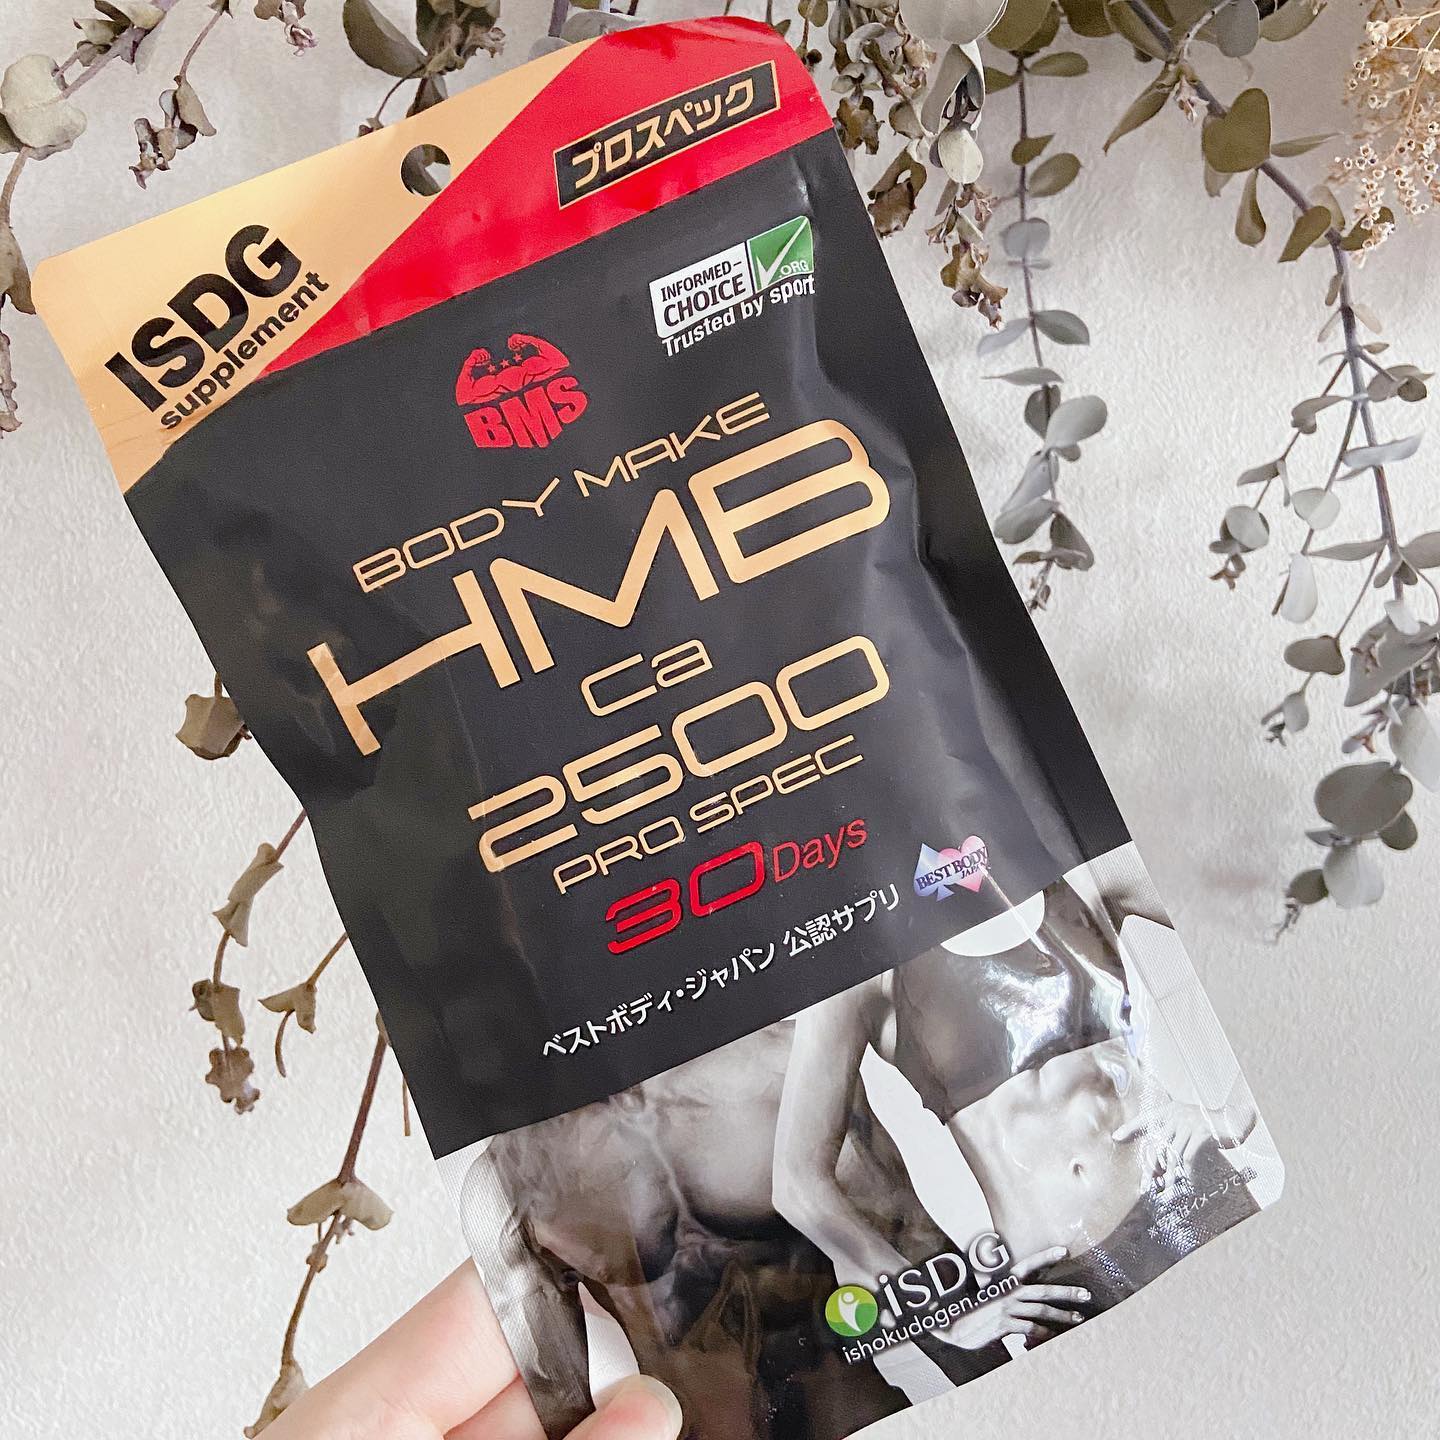 プロスペック
ISDG
supplement
INFORMED-
CHOICE
.ORG
Trusted by sport
BMS
BODY MAKE
HMB
Ca
2500
PRO SPEC
30Days
BEST BODY
JAPAN
ベストボディ・ジャパン 公認サプリ
iSDG
ishokudogen.com